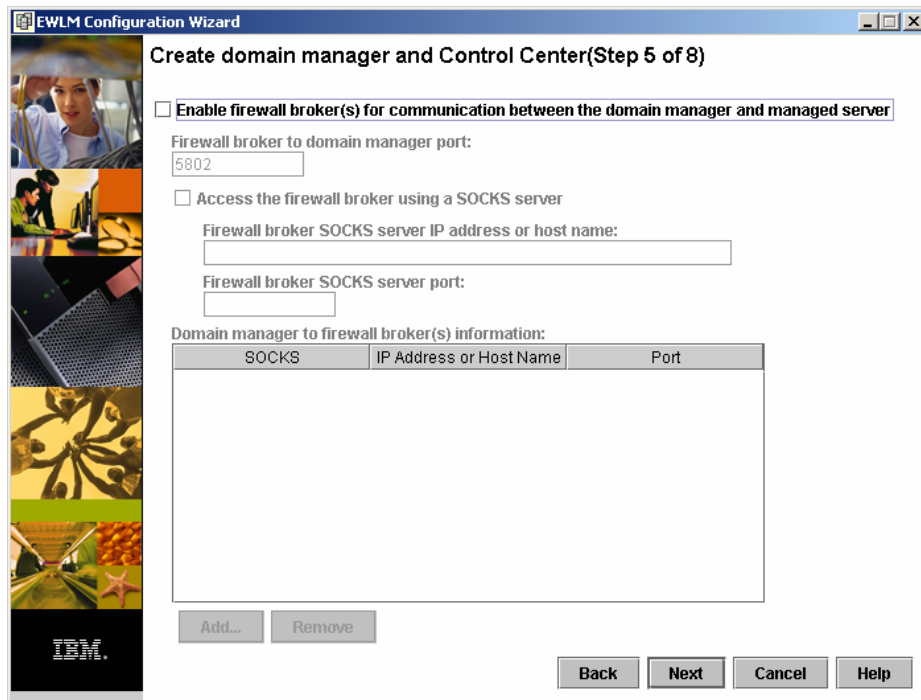 EWLM Configuration Wizard
Create domain manager and Control Center(Step 5 of 8)
Enable firewall broker(s) for communication between the domain manager and managed server
Firewall broker to domain manager port:
5802
Access the firewall broker using a SOCKS server
Firewall broker SOCKS server IP address or host name:
Firewall broker SOCKS server port:
Domain manager to firewall broker(s) information:
SOCKS IP Address or Host Name Port
Add... Remove
IBM.
Back Next Cancel Help